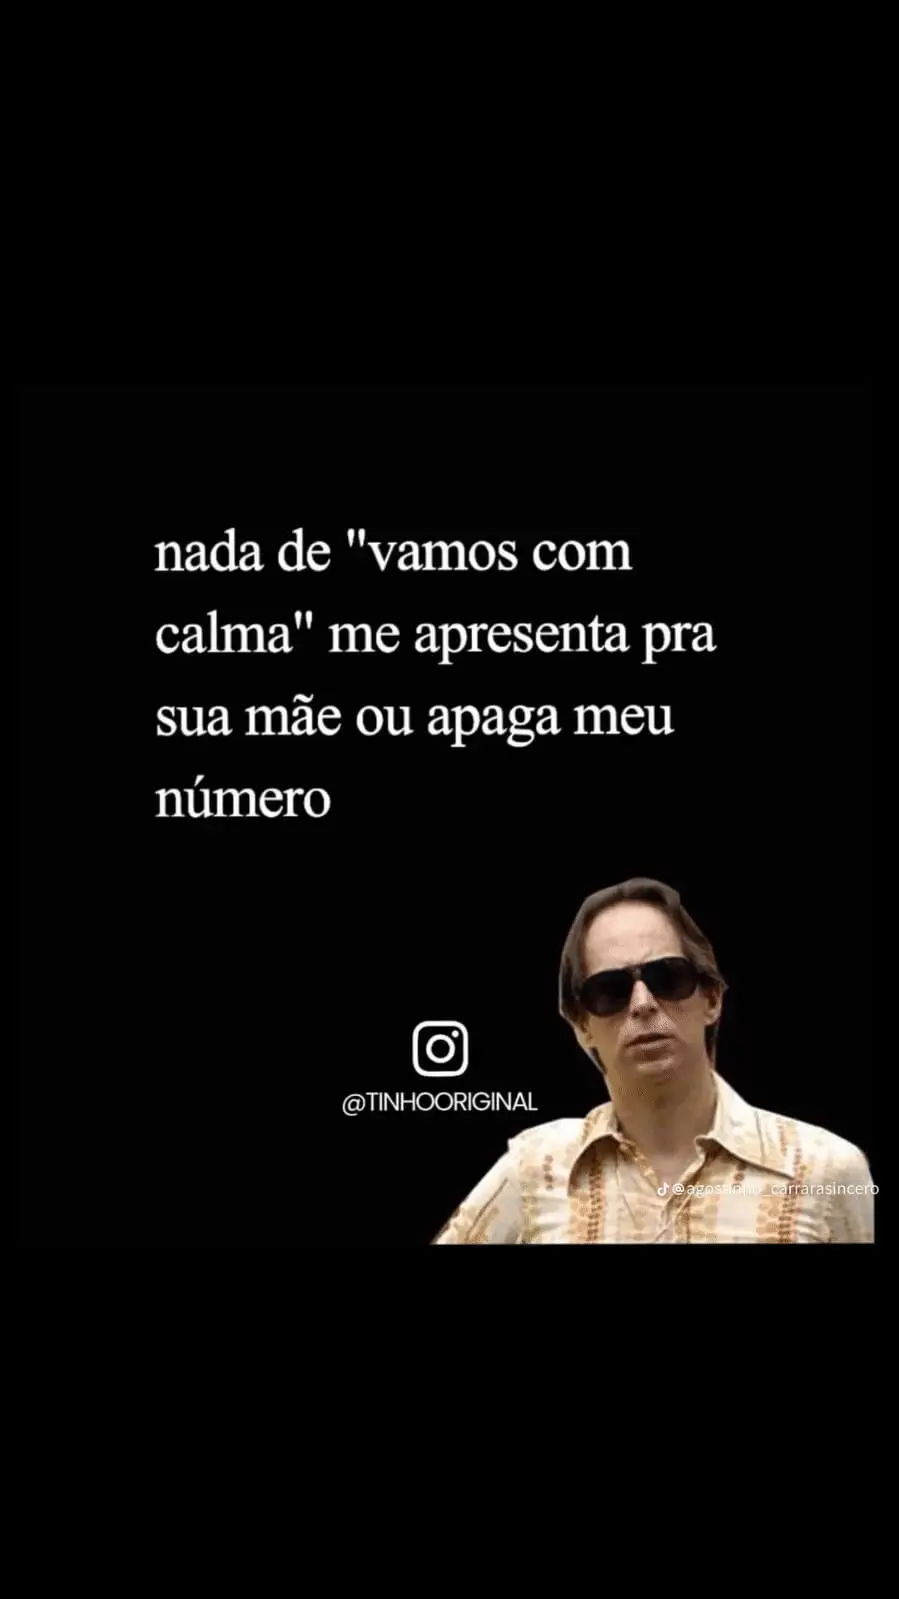 nada de "vamos com
calma" me apresenta pra
sua mãe ou apaga meu
número
@TINHOORIGINAL
@agostinho_carrarasincero